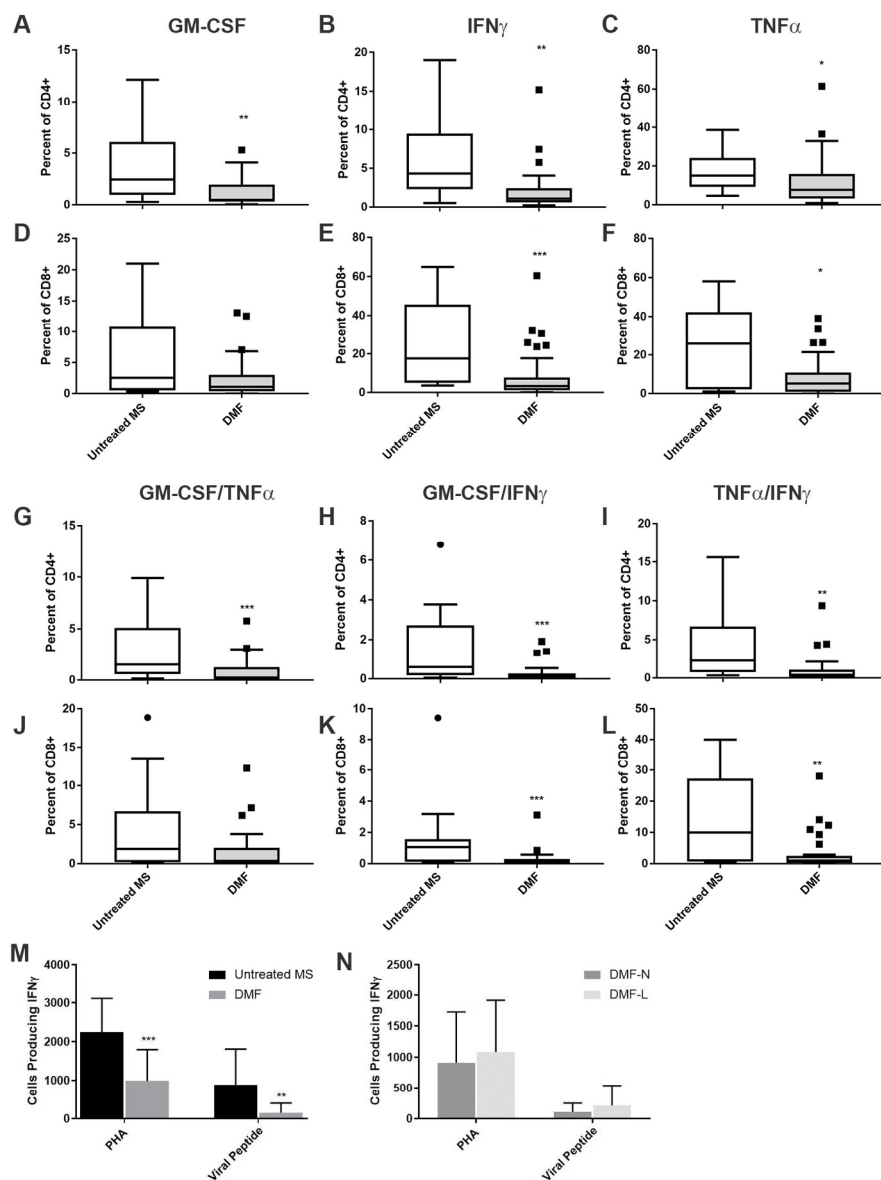 A GM-CSF
Percent of CD4+
15
10
5
0
**
B IFNγ
Percent of CD4+
20
15
10
5
0
**
C TNFα
Percent of CD4+
80
60
40
20
0
*
D
Percent of CD8+
25
20
15
10
5
0
Untreated MS
DMF
E
Percent of CD8+
80
60
40
20
0
***
Untreated MS
DMF
F
Percent of CD8+
80
60
40
20
0
*
Untreated MS
DMF
GM-CSF/TNFα
G
Percent of CD4+
15
10
5
0
***
GM-CSF/IFNγ
H
Percent of CD4+
8
6
4
2
0
***
TNFα/IFNγ
I
Percent of CD4+
20
15
10
5
0
**
J
Percent of CD8+
20
15
10
5
0
Untreated MS
DMF
K
Percent of CD8+
10
8
6
4
2
0
***
Untreated MS
DMF
L
Percent of CD8+
50
40
30
20
10
0
**
Untreated MS
DMF
M
Cells Producing IFNγ
4000
3000
2000
1000
0
Untreated MS
DMF
***
**
PHA
Viral Peptide
N
Cells Producing IFNγ
2500
2000
1500
1000
500
0
DMF-N
DMF-L
PHA
Viral Peptide